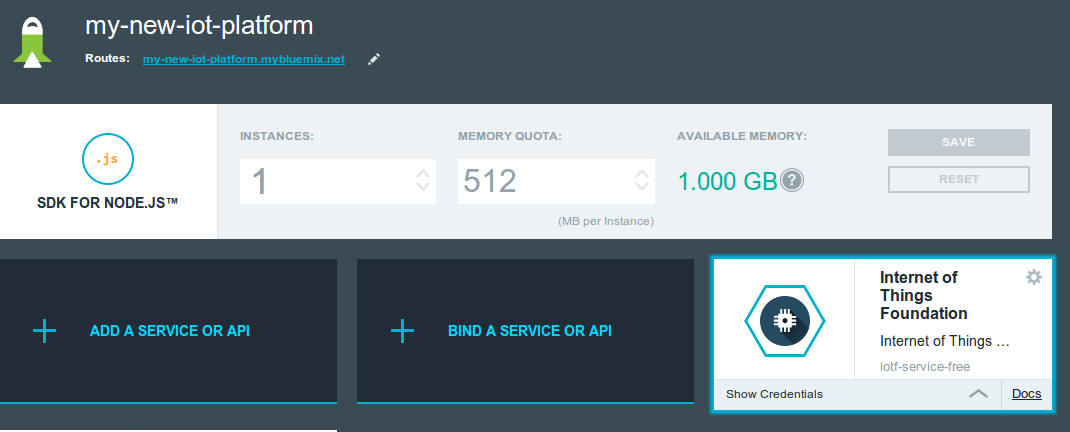 my-new-iot-platform
Routes: my-new-iot-platform.mybluemix.net
.js
SDK FOR NODE.JS™
INSTANCES:
1
MEMORY QUOTA:
512
(MB per Instance)
AVAILABLE MEMORY:
1.000 GB ?
SAVE
RESET
ADD A SERVICE OR API
BIND A SERVICE OR API
Internet of
Things
Foundation
Internet of Things …
iotf-service-free
Show Credentials
Docs